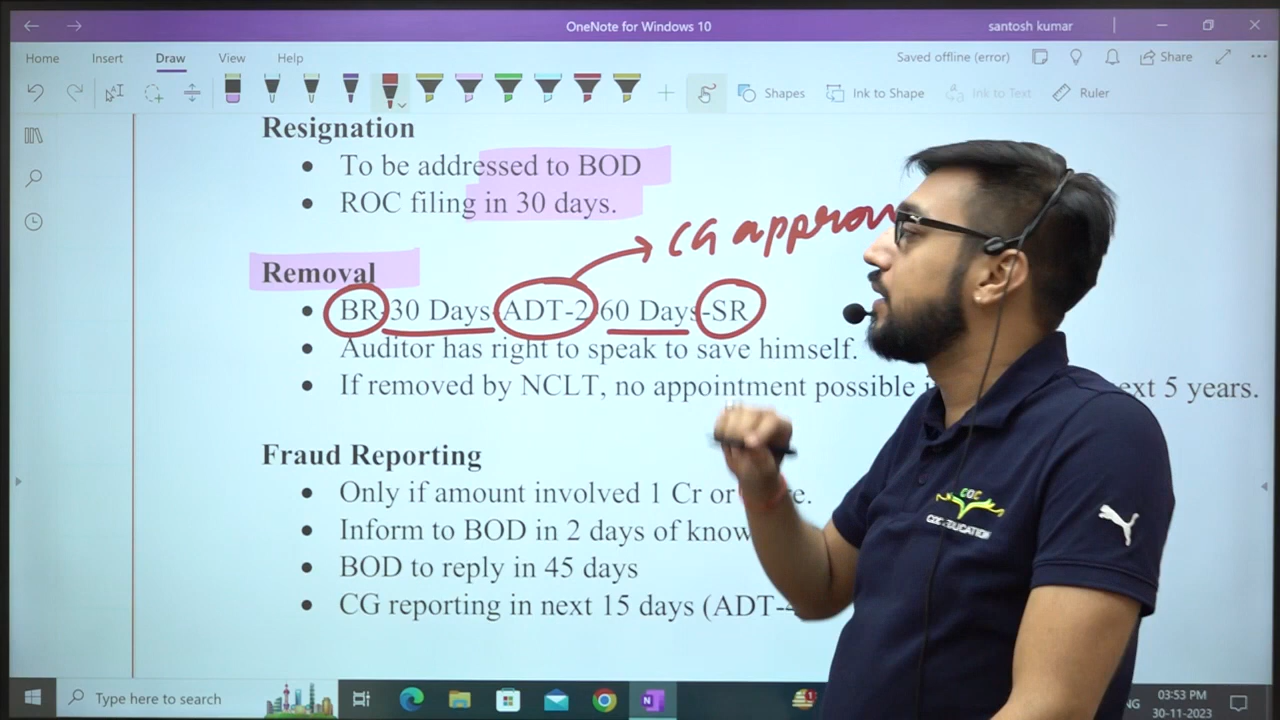 OneNote for Windows 10
santosh kumar
Home Insert Draw View Help
Saved offline (error) Share
Shapes Ink to Shape Ink to Text Ruler
Resignation
To be addressed to BOD
ROC filing in 30 days.
CG
Removal
BR-30 Days-ADT-2-60 Days-SR
Auditor has right to speak to save himself.
If removed by NCLT, no appointment possible next 5 years.
Fraud Reporting
Only if amount involved 1 Cr or
Inform to BOD in 2 days of
BOD to reply in 45 days
CG reporting in next 15 days
COC
COC EDUCATION
Type here to search
03:53 PM
30-11-2023